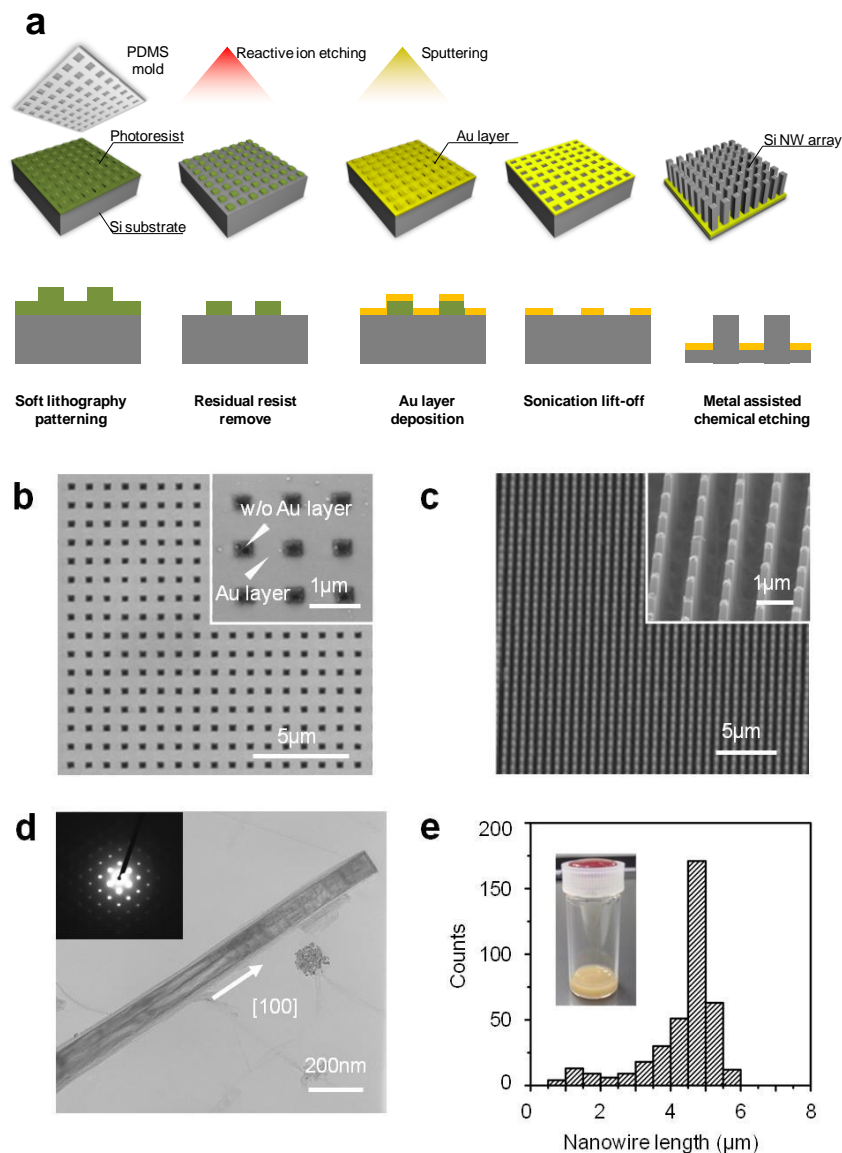 a
PDMS
mold
Reactive ion etching
Sputtering
Photoresist
Au layer
Si NW array
Si substrate
Soft lithography
patterning
Residual resist
remove
Au layer
deposition
Sonication lift-off
Metal assisted
chemical etching
b
w/o Au layer
Au layer
1μm
5μm
c
1μm
5μm
d
[100]
200nm
e
200
150
100
50
0
Counts
0
2
4
6
8
Nanowire length (μm)